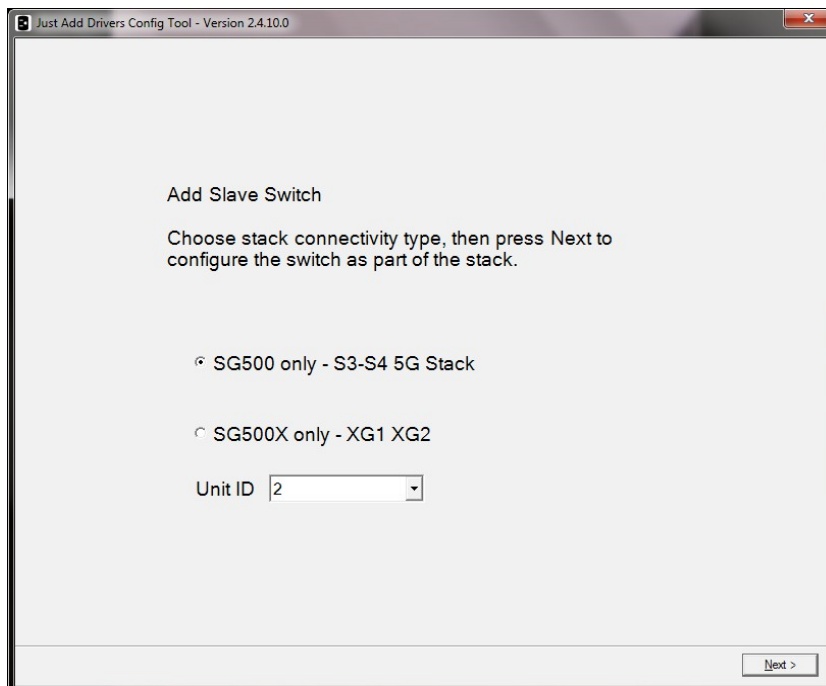 Just Add Drivers Config Tool - Version 2.4.10.0
Add Slave Switch
Choose stack connectivity type, then press Next to
configure the switch as part of the stack.
SG500 only - S3-S4 5G Stack
SG500X only - XG1 XG2
Unit ID 2
Next >